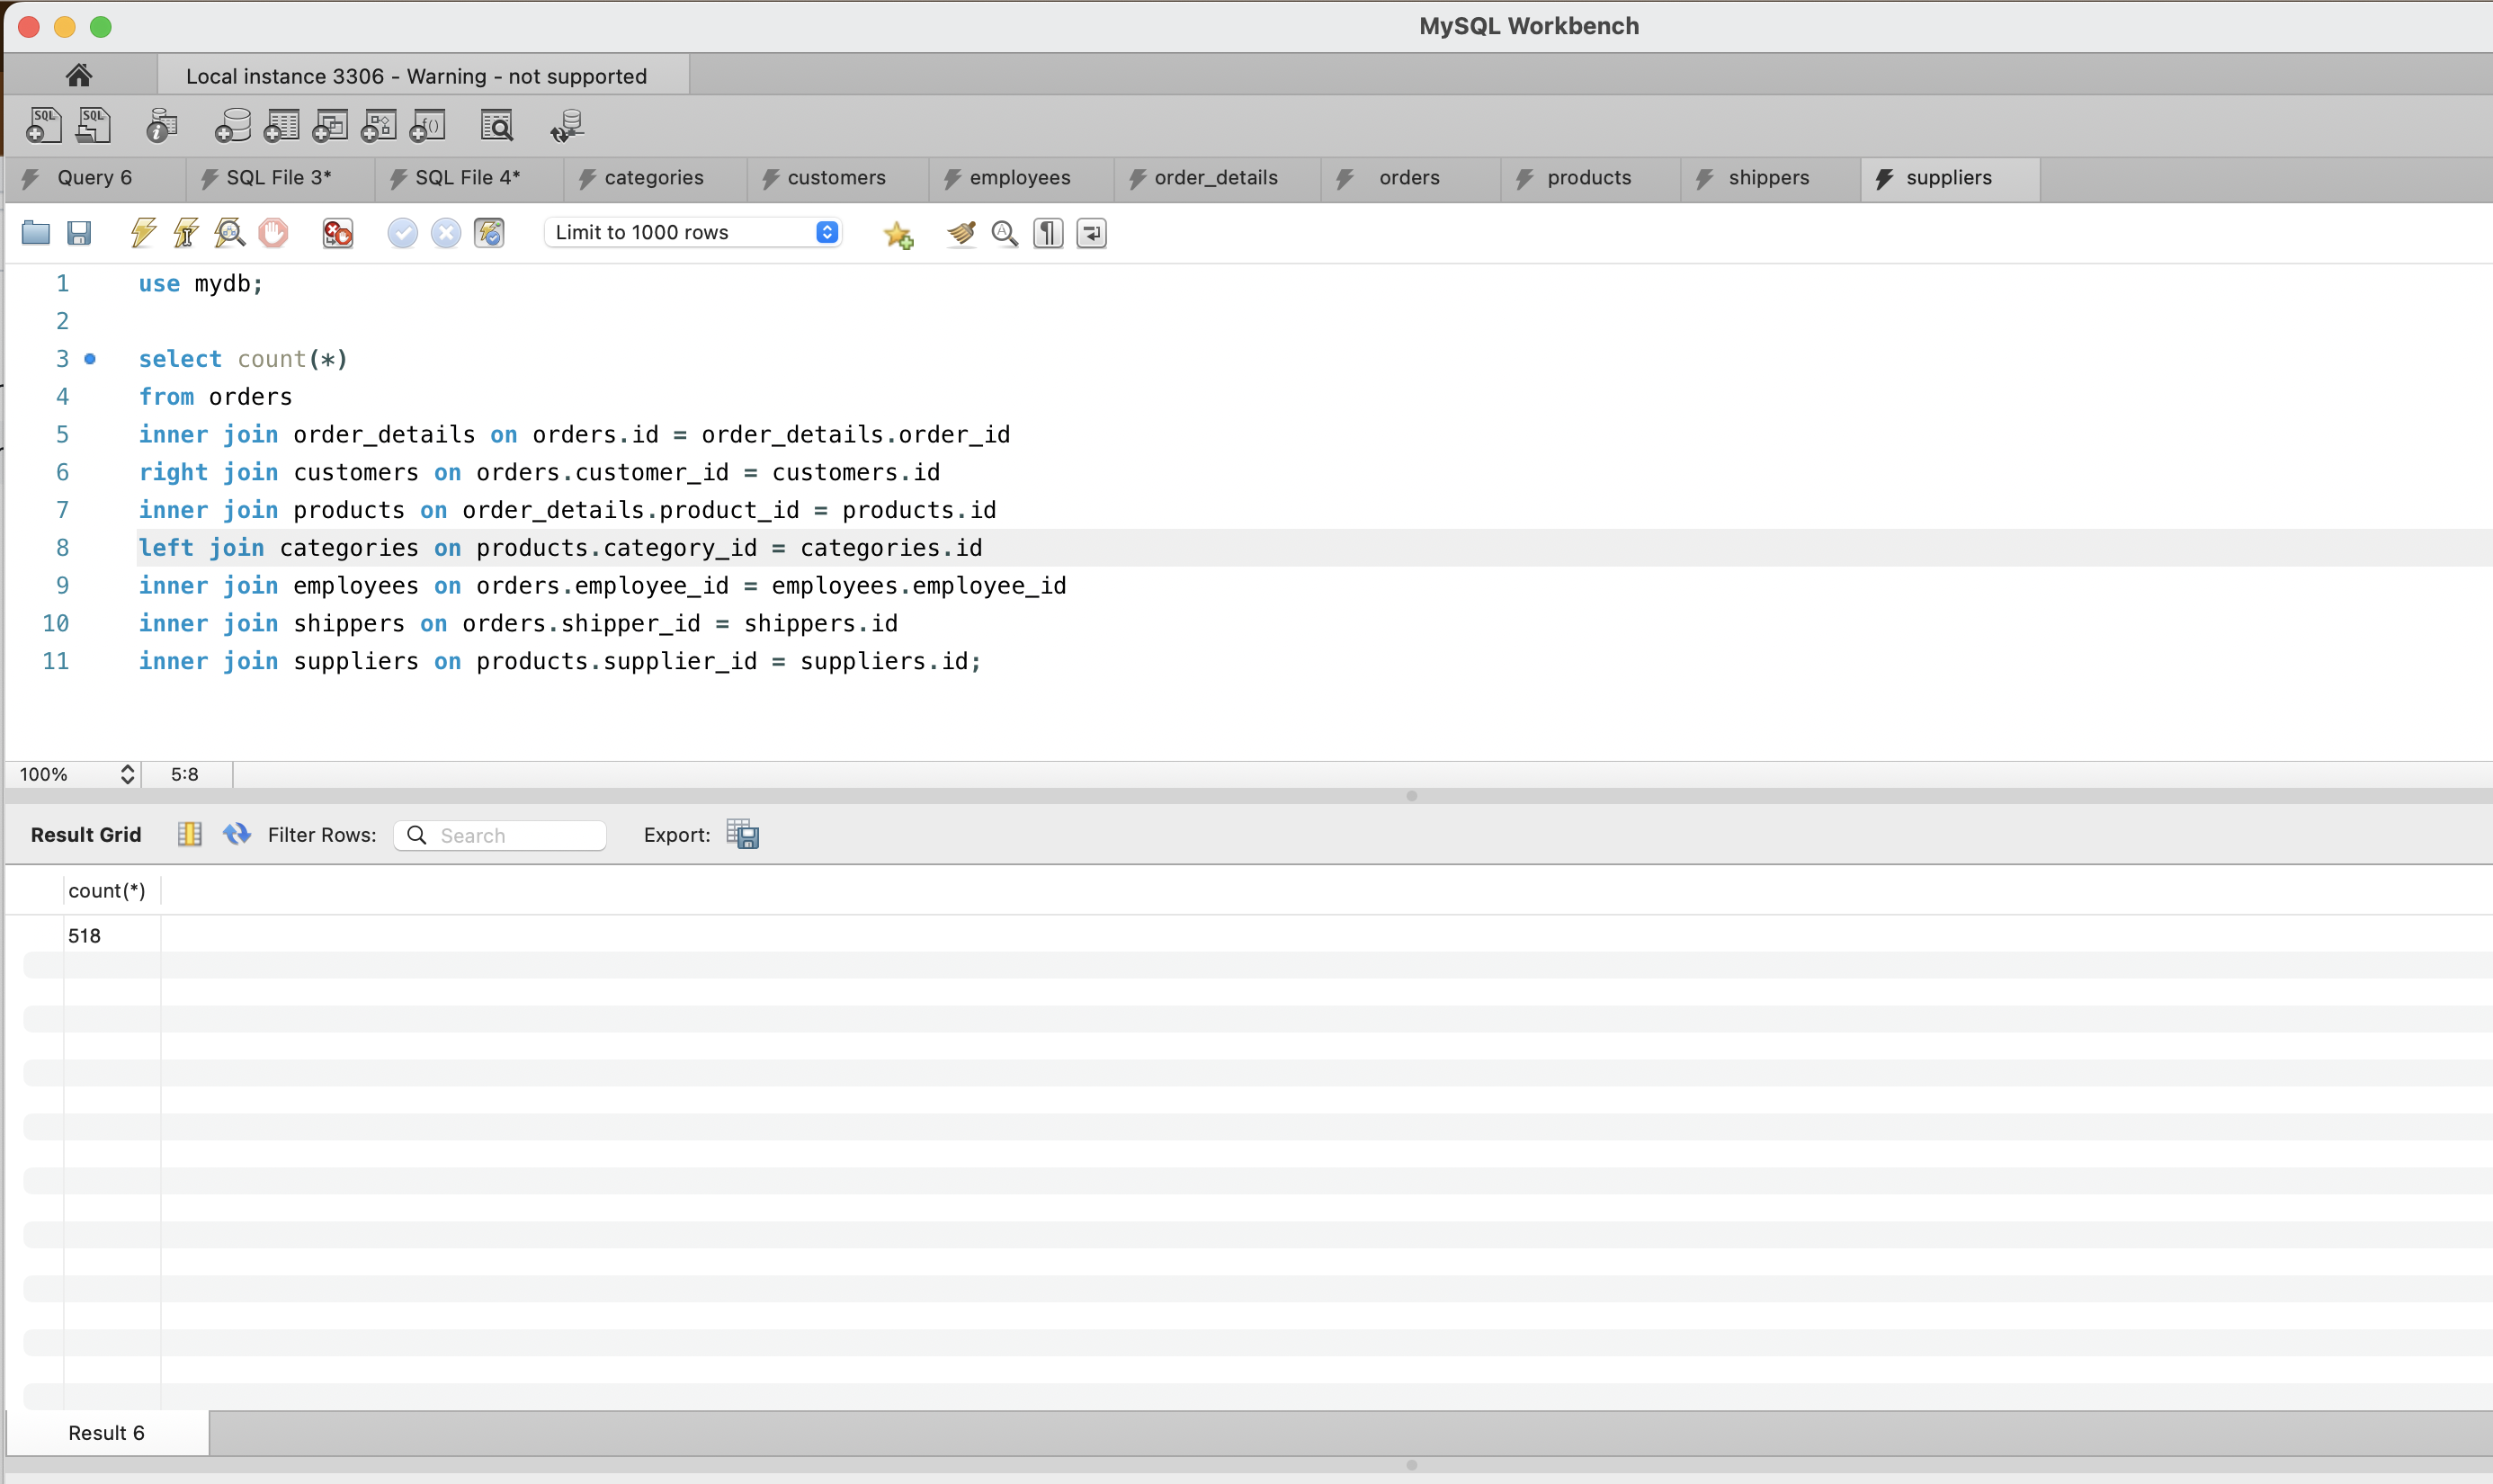 MySQL Workbench
Local instance 3306 - Warning - not supported
SQL SQL
Query 6 SQL File 3* SQL File 4* categories customers employees order_details orders products shippers suppliers
Limit to 1000 rows
1 use mydb;
2
3 select count(*)
4 from orders
5 inner join order_details on orders.id = order_details.order_id
6 right join customers on orders.customer_id = customers.id
7 inner join products on order_details.product_id = products.id
8 left join categories on products.category_id = categories.id
9 inner join employees on orders.employee_id = employees.employee_id
10 inner join shippers on orders.shipper_id = shippers.id
11 inner join suppliers on products.supplier_id = suppliers.id;
100% 5:8
Result Grid Filter Rows: Search Export:
count(*)
518
Result 6